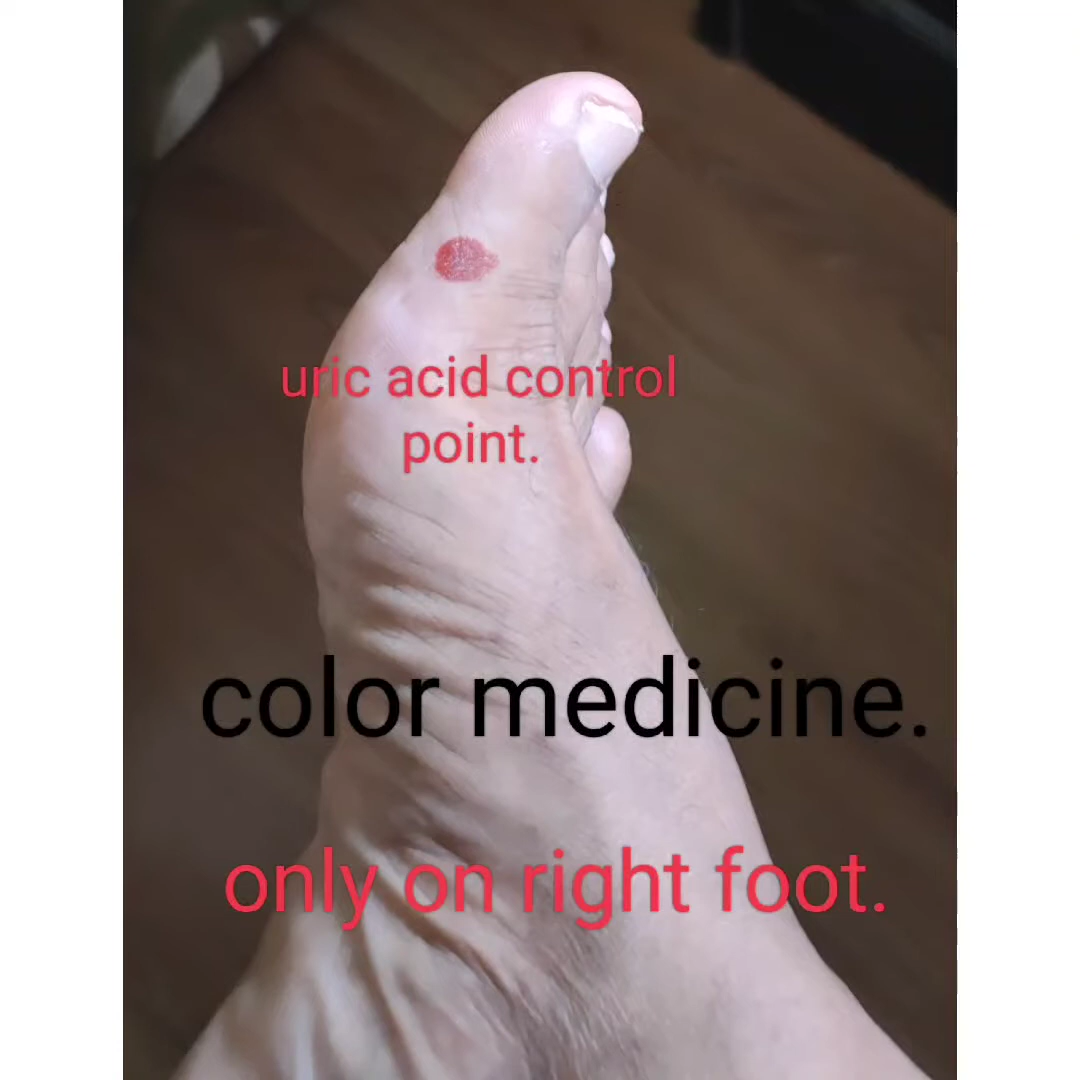 uric acid control
point.
color medicine.
only on right foot.